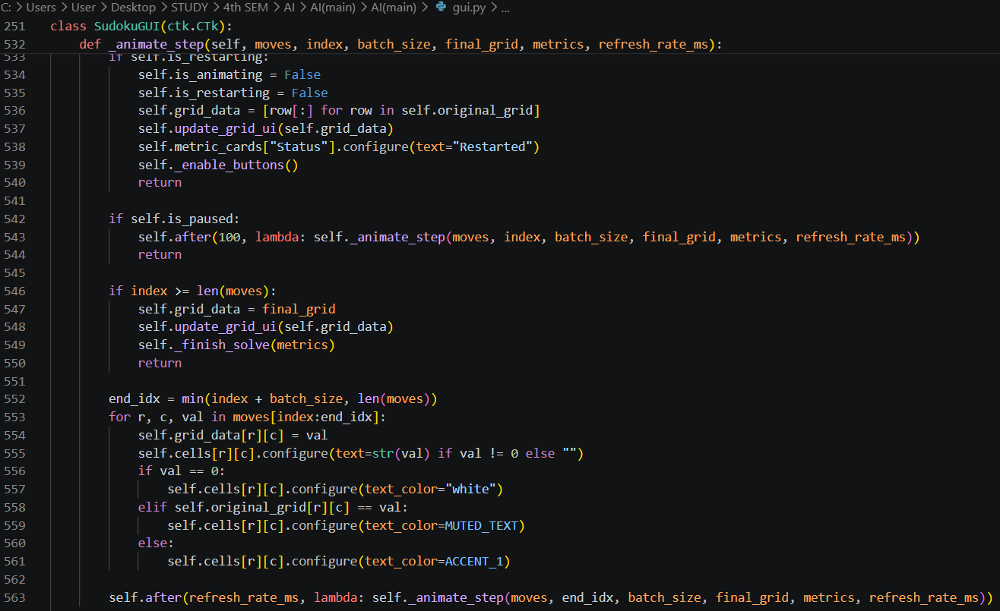 C: > Users > User > Desktop > STUDY > 4th SEM > AI > AI(main) > AI(main) > gui.py > ...
251 class SudokuGUI(ctk.CTk):
532     def _animate_step(self, moves, index, batch_size, final_grid, metrics, refresh_rate_ms):
533         if self.is_restarting:
534             self.is_animating = False
535             self.is_restarting = False
536             self.grid_data = [row[:] for row in self.original_grid]
537             self.update_grid_ui(self.grid_data)
538             self.metric_cards["Status"].configure(text="Restarted")
539             self._enable_buttons()
540             return
541
542         if self.is_paused:
543             self.after(100, lambda: self._animate_step(moves, index, batch_size, final_grid, metrics, refresh_rate_ms))
544             return
545
546         if index >= len(moves):
547             self.grid_data = final_grid
548             self.update_grid_ui(self.grid_data)
549             self._finish_solve(metrics)
550             return
551
552         end_idx = min(index + batch_size, len(moves))
553         for r, c, val in moves[index:end_idx]:
554             self.grid_data[r][c] = val
555             self.cells[r][c].configure(text=str(val) if val != 0 else "")
556             if val == 0:
557                 self.cells[r][c].configure(text_color="white")
558             elif self.original_grid[r][c] == val:
559                 self.cells[r][c].configure(text_color=MUTED_TEXT)
560             else:
561                 self.cells[r][c].configure(text_color=ACCENT_1)
562
563         self.after(refresh_rate_ms, lambda: self._animate_step(moves, end_idx, batch_size, final_grid, metrics, refresh_rate_ms))